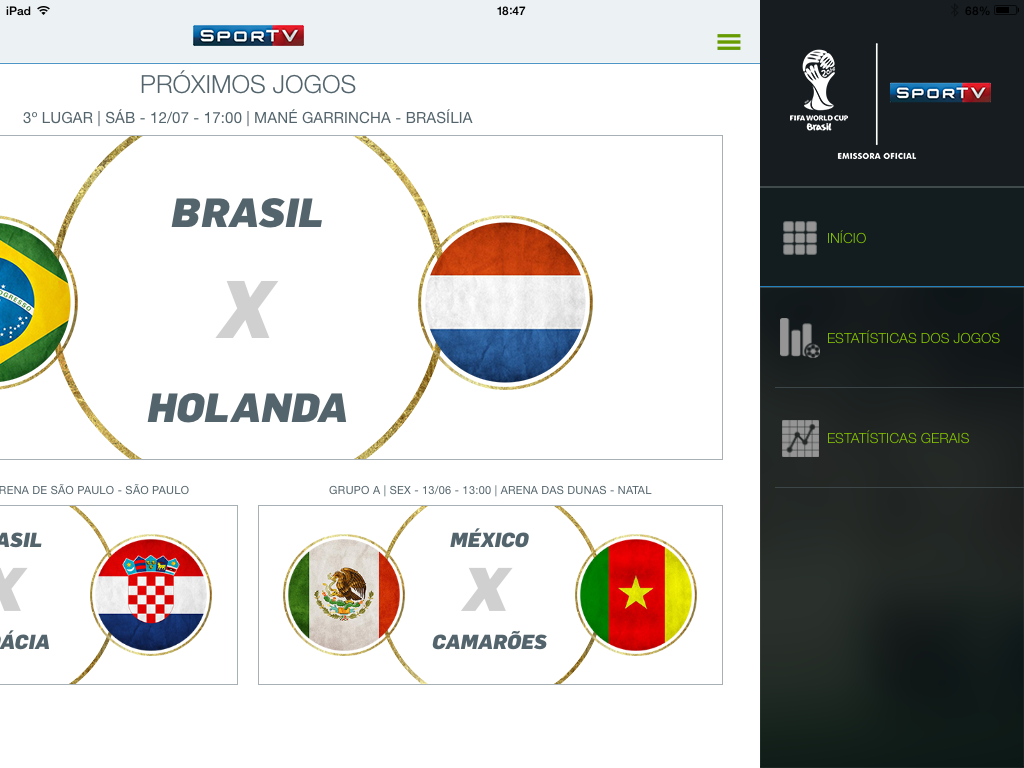 iPad
18:47
68%
SPORTV
PRÓXIMOS JOGOS
3º LUGAR | SÁB - 12/07 - 17:00 | MANÉ GARRINCHA - BRASÍLIA
BRASIL
X
HOLANDA
RENA DE SÃO PAULO - SÃO PAULO
ASIL
X
ÁCIA
GRUPO A | SEX - 13/06 - 13:00 | ARENA DAS DUNAS - NATAL
MÉXICO
X
CAMARÕES
FIFA WORLD CUP
Brasil
SPORTV
EMISSORA OFICIAL
INÍCIO
ESTATÍSTICAS DOS JOGOS
ESTATÍSTICAS GERAIS